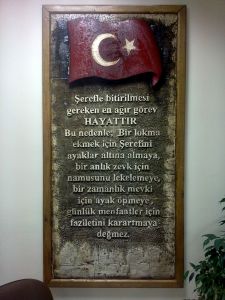 Şerefle bitirilmesi
gereken en ağır görev
HAYATTIR
Bu nedenle; Bir lokma
ekmek için Şerefini
ayaklar altına almaya,
bir anlık zevk için
namusunu lekelemeye,
bir zamanlık mevki
için ayak öpmeye,
günlük menfaatler için
faziletini karartmaya
değmez.